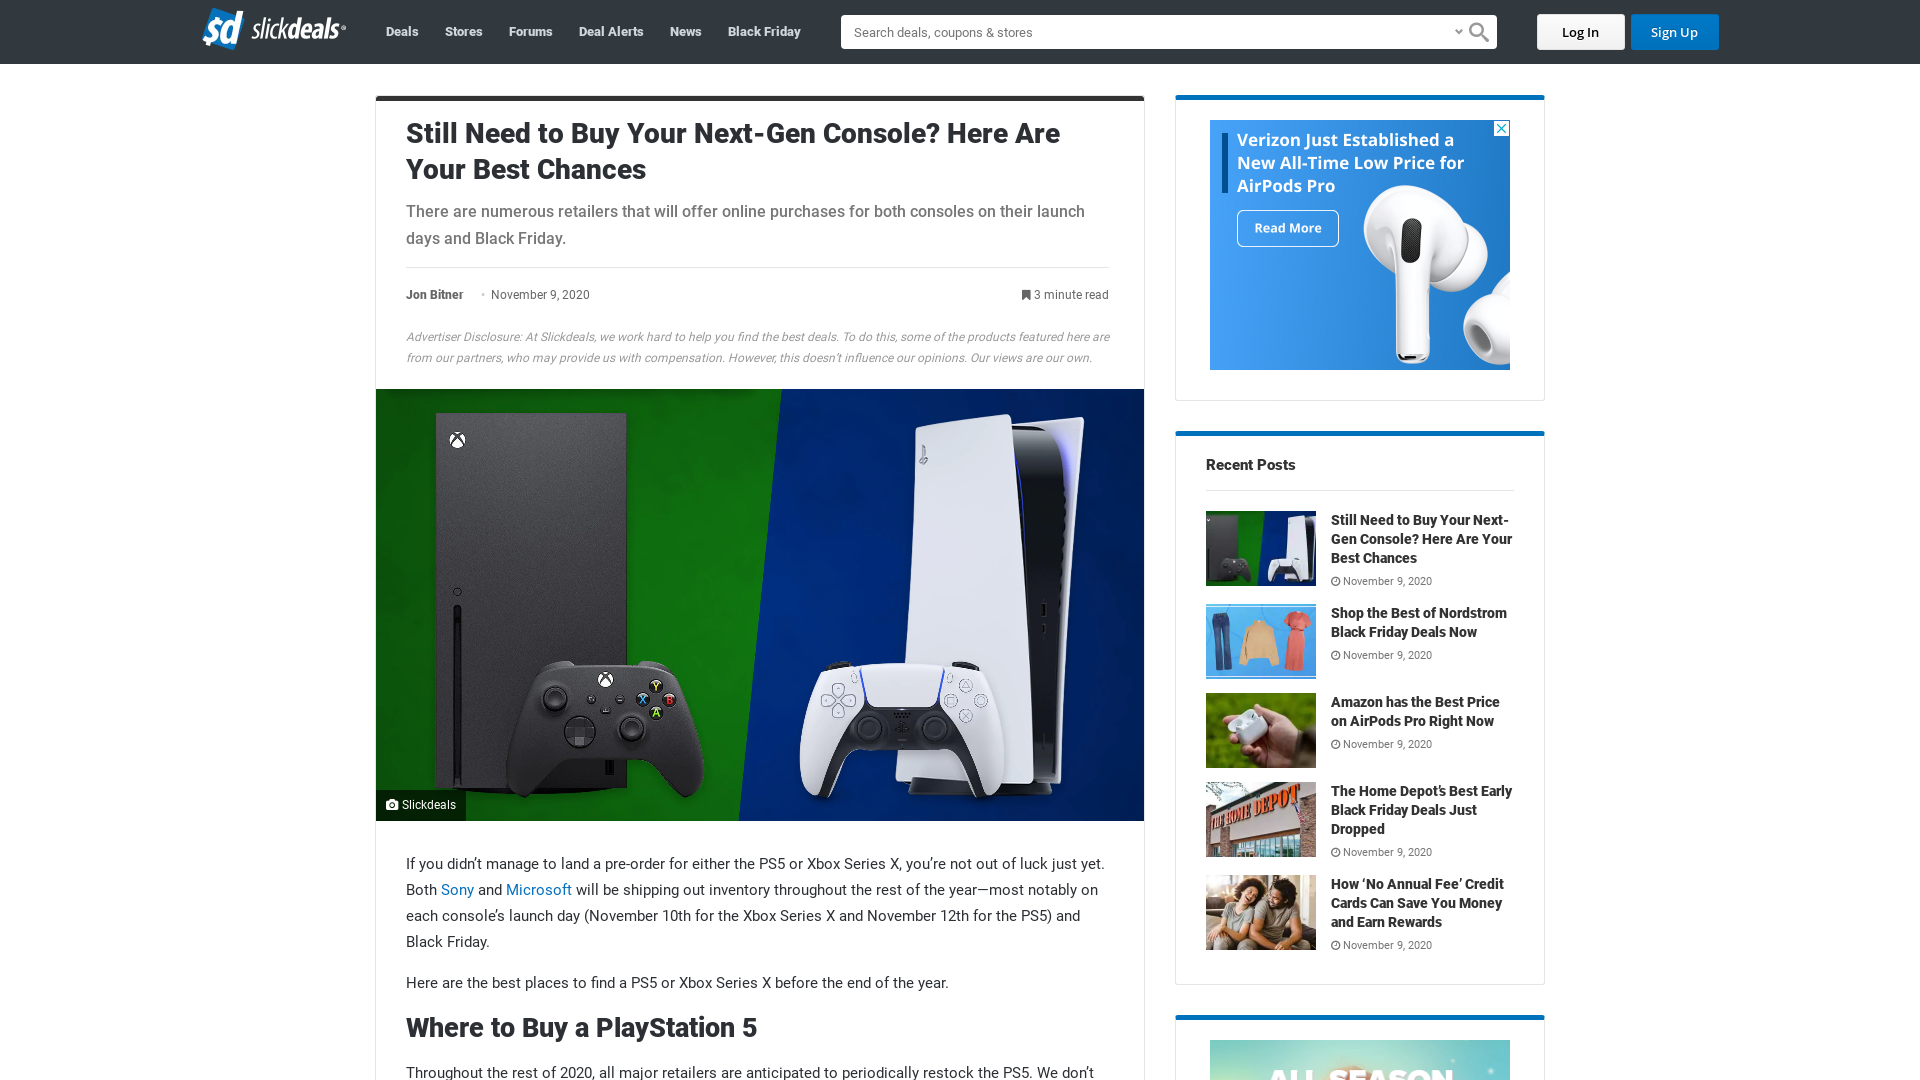 sd slickdeals
Deals
Stores
Forums
Deal Alerts
News
Black Friday
Search deals, coupons & stores
Log In
Sign Up
Still Need to Buy Your Next-Gen Console? Here Are
Your Best Chances
There are numerous retailers that will offer online purchases for both consoles on their launch
days and Black Friday.
Jon Bitner • November 9, 2020
3 minute read
Advertiser Disclosure: At Slickdeals, we work hard to help you find the best deals. To do this, some of the products featured here are
from our partners, who may provide us with compensation. However, this doesn’t influence our opinions. Our views are our own.
Y
X
B
A
Slickdeals
If you didn’t manage to land a pre-order for either the PS5 or Xbox Series X, you’re not out of luck just yet.
Both Sony and Microsoft will be shipping out inventory throughout the rest of the year—most notably on
each console’s launch day (November 10th for the Xbox Series X and November 12th for the PS5) and
Black Friday.
Here are the best places to find a PS5 or Xbox Series X before the end of the year.
Where to Buy a PlayStation 5
Throughout the rest of 2020, all major retailers are anticipated to periodically restock the PS5. We don’t
Verizon Just Established a
New All-Time Low Price for
AirPods Pro
Read More
Recent Posts
Still Need to Buy Your Next-
Gen Console? Here Are Your
Best Chances
November 9, 2020
Shop the Best of Nordstrom
Black Friday Deals Now
November 9, 2020
Amazon has the Best Price
on AirPods Pro Right Now
November 9, 2020
THE HOME DEPOT
The Home Depot’s Best Early
Black Friday Deals Just
Dropped
November 9, 2020
How ‘No Annual Fee’ Credit
Cards Can Save You Money
and Earn Rewards
November 9, 2020
ALL SEASON